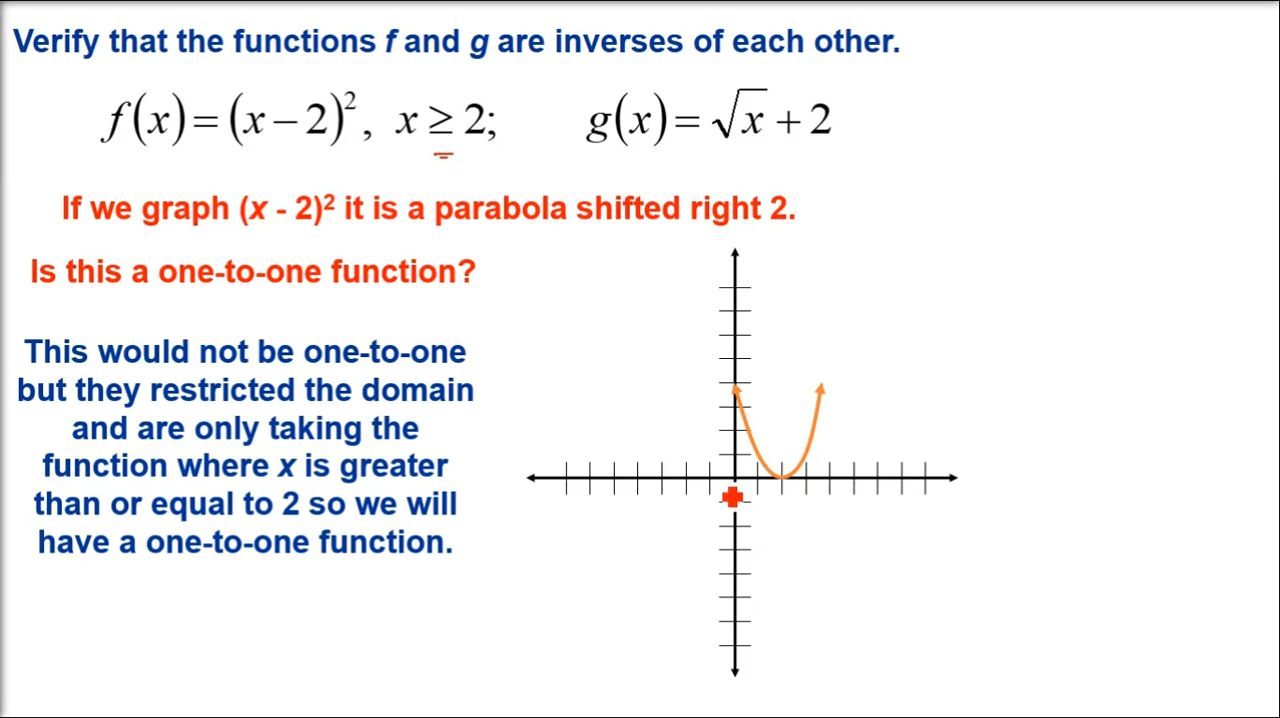 Verify that the functions f and g are inverses of each other.
f(x) = (x − 2)², x ≥ 2; g(x) = √x + 2
If we graph (x - 2)² it is a parabola shifted right 2.
Is this a one-to-one function?
This would not be one-to-one
but they restricted the domain
and are only taking the
function where x is greater
than or equal to 2 so we will
have a one-to-one function.